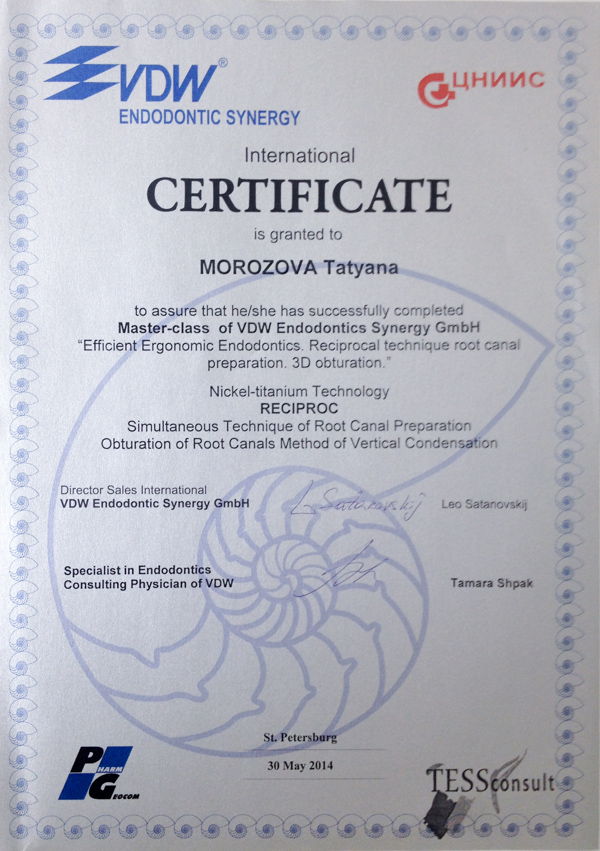 VDW®
ENDODONTIC SYNERGY
ЦНИИС
International
CERTIFICATE
is granted to
MOROZOVA Tatyana
to assure that he/she has successfully completed
Master-class of VDW Endodontics Synergy GmbH
“Efficient Ergonomic Endodontics. Reciprocal technique root canal
preparation. 3D obturation.”
Nickel-titanium Technology
RECIPROC
Simultaneous Technique of Root Canal Preparation
Obturation of Root Canals Method of Vertical Condensation
Director Sales International
VDW Endodontic Synergy GmbH
L. Satanovskij
Leo Satanovskij
Specialist in Endodontics
Consulting Physician of VDW
Tamara Shpak
St. Petersburg
30 May 2014
PHARM
GEOCOM
TESSconsult